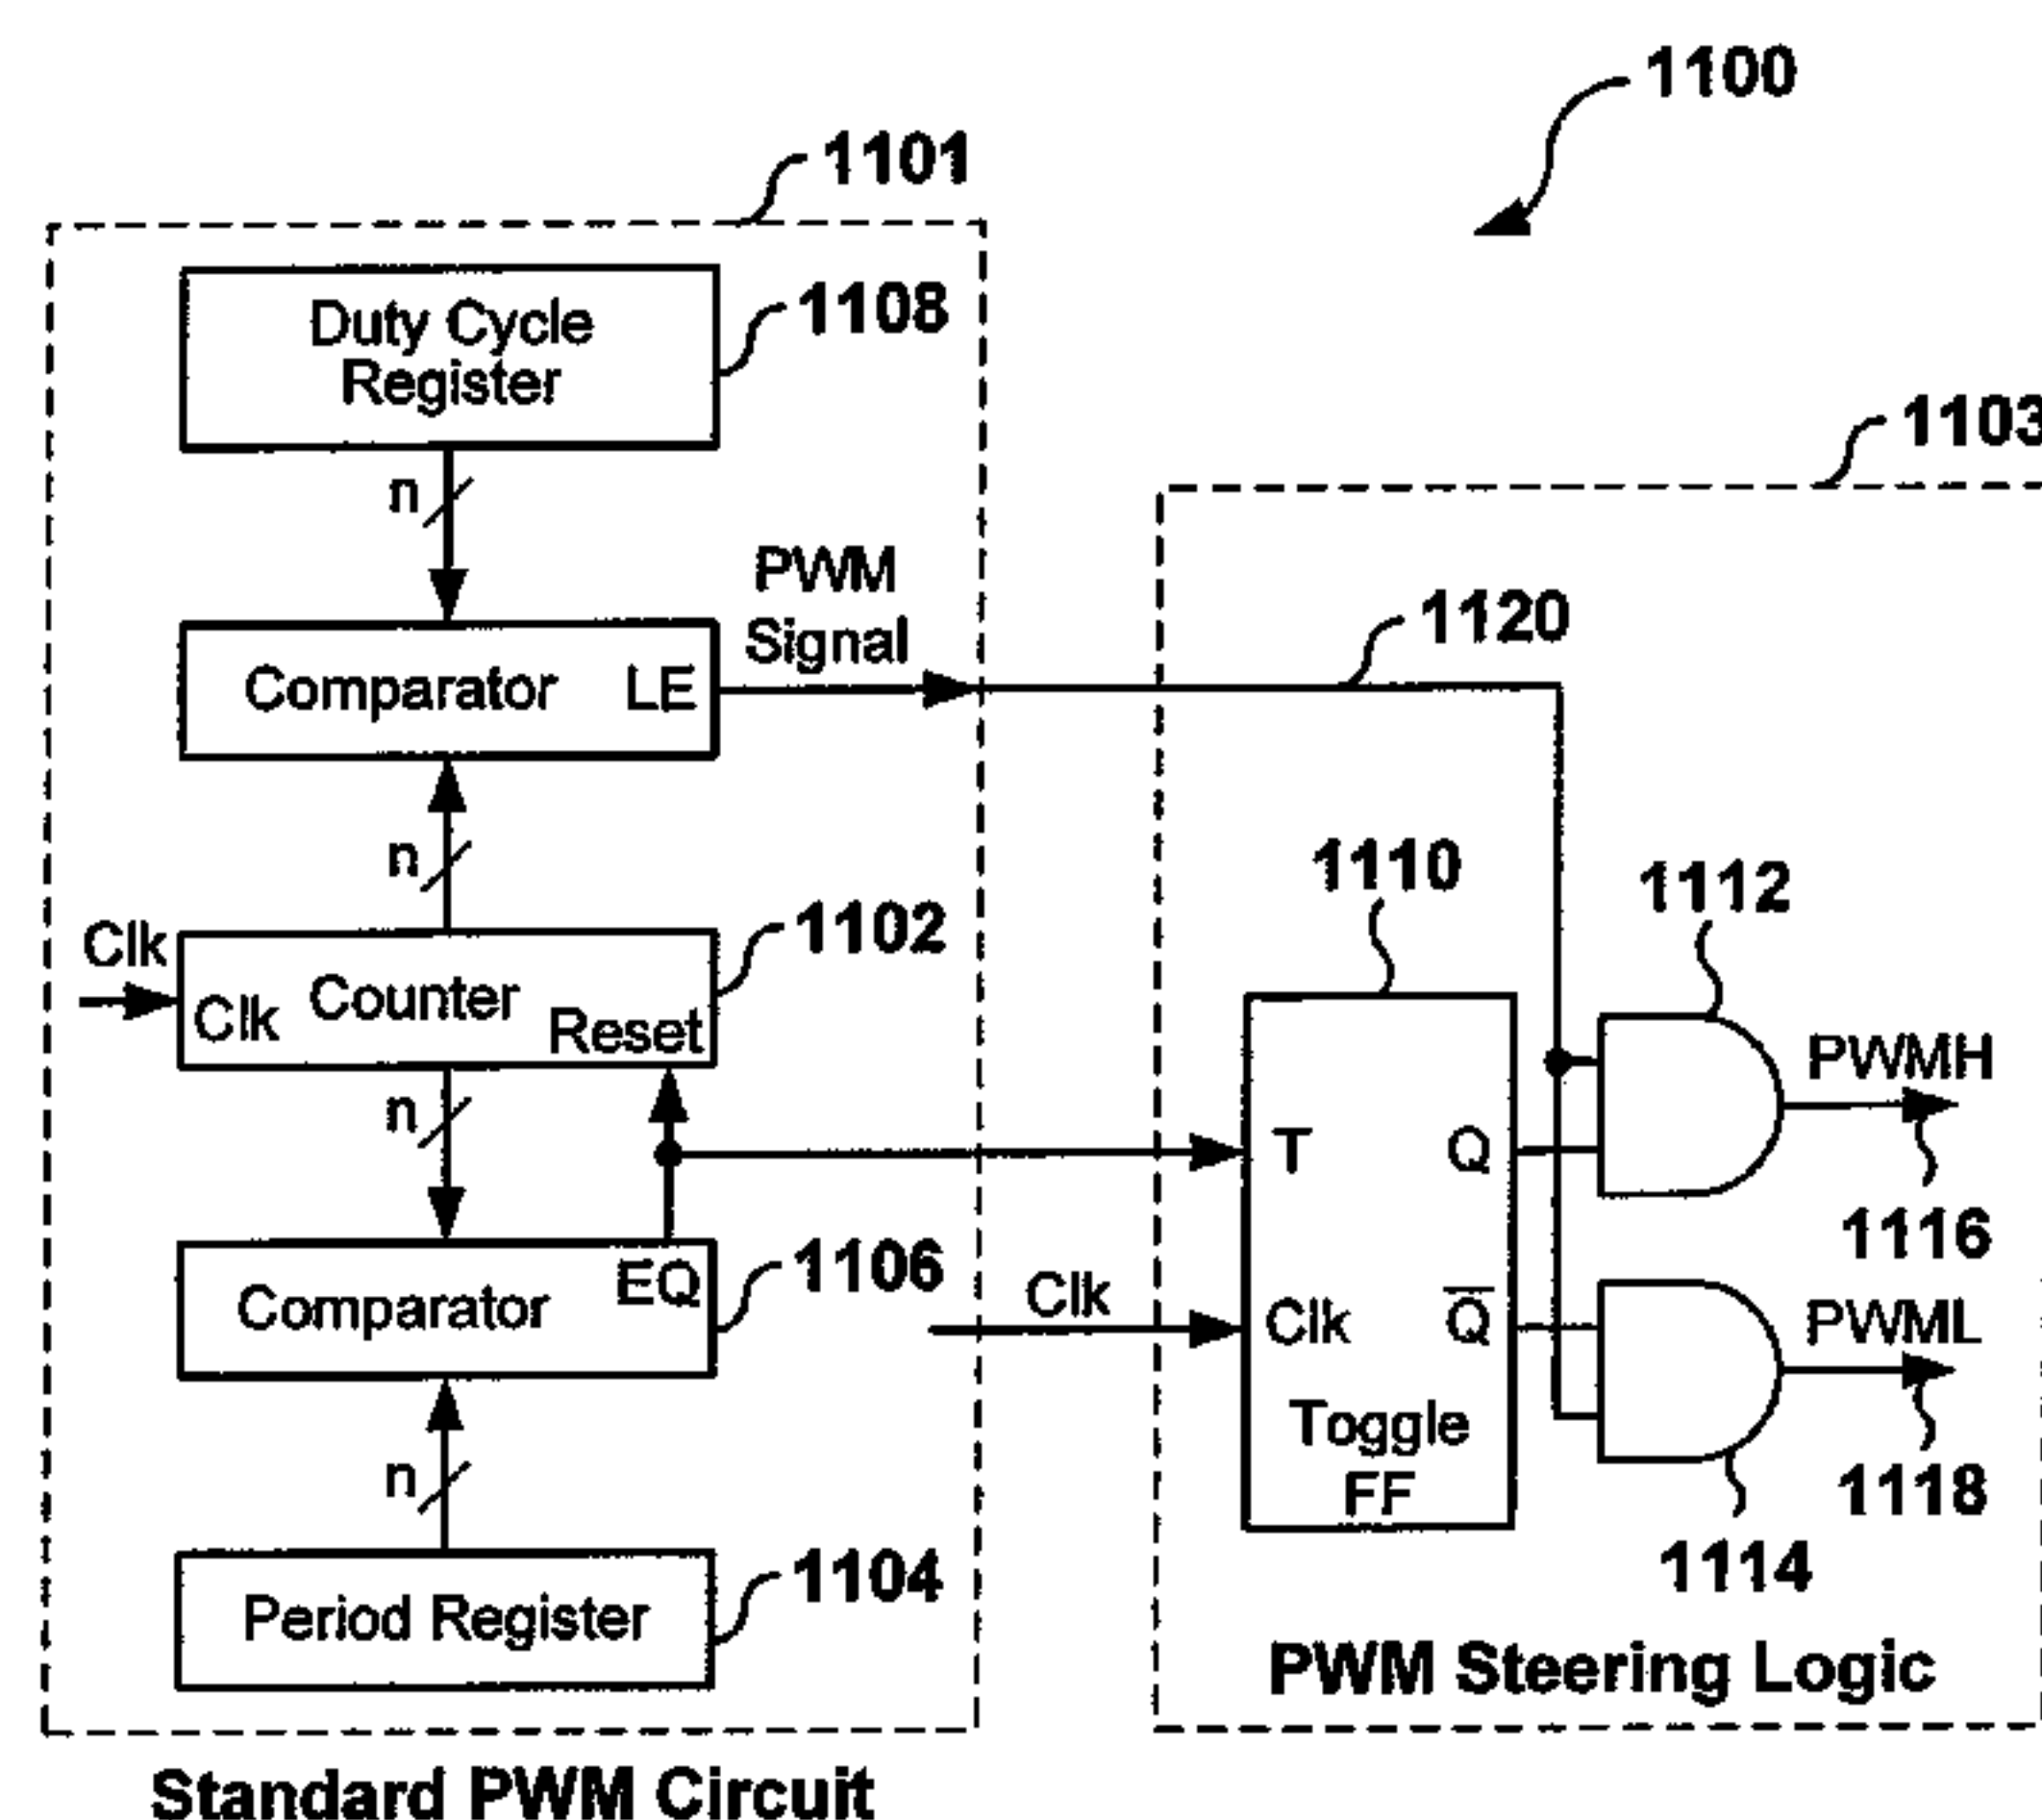 1100
1101
Duty Cycle
Register
1108
1103
n
PWM
Signal
1120
Comparator LE
n
1110
1112
Clk
Clk Counter Reset
1102
PWMH
n
T Q
1116
Comparator EQ
1106
Clk
Clk Q̅
PWML
Toggle
FF
n
1118
1114
Period Register
1104
PWM Steering Logic
Standard PWM Circuit